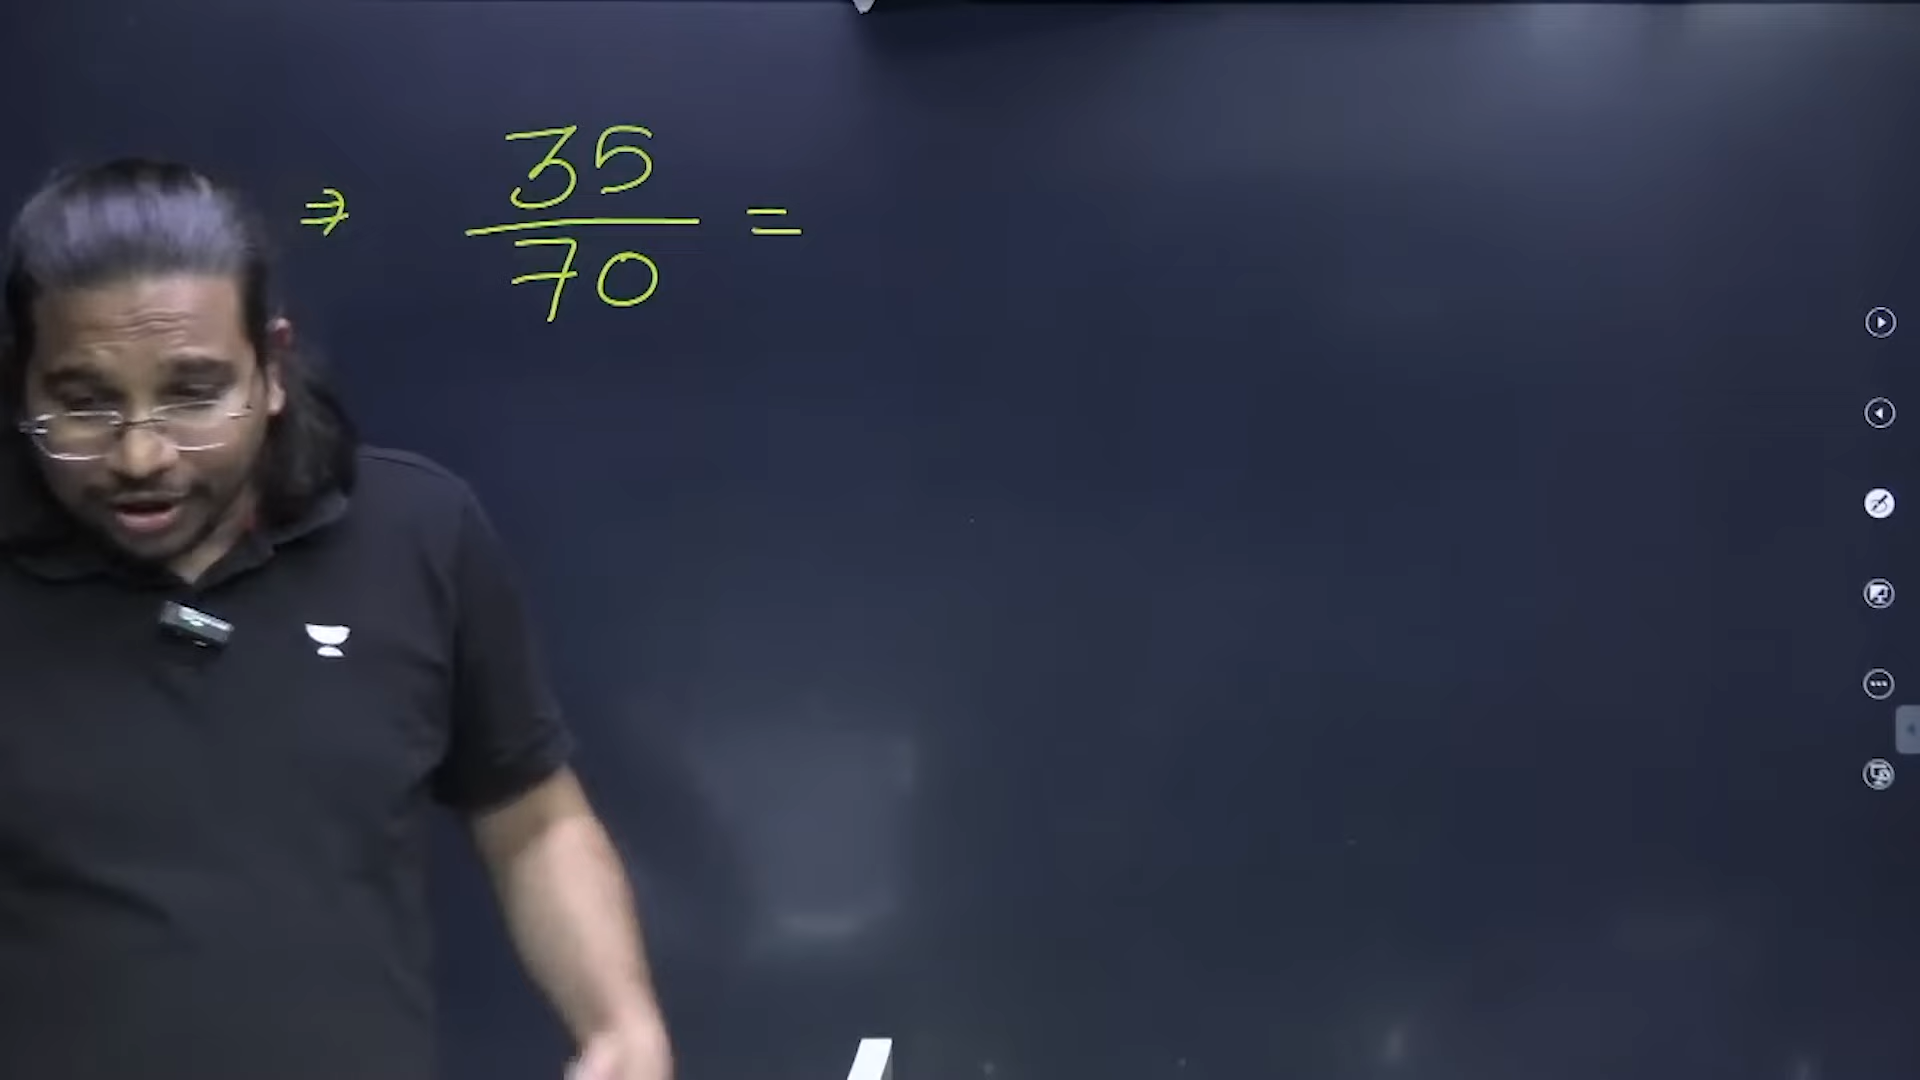 ⇒ 35/70 =